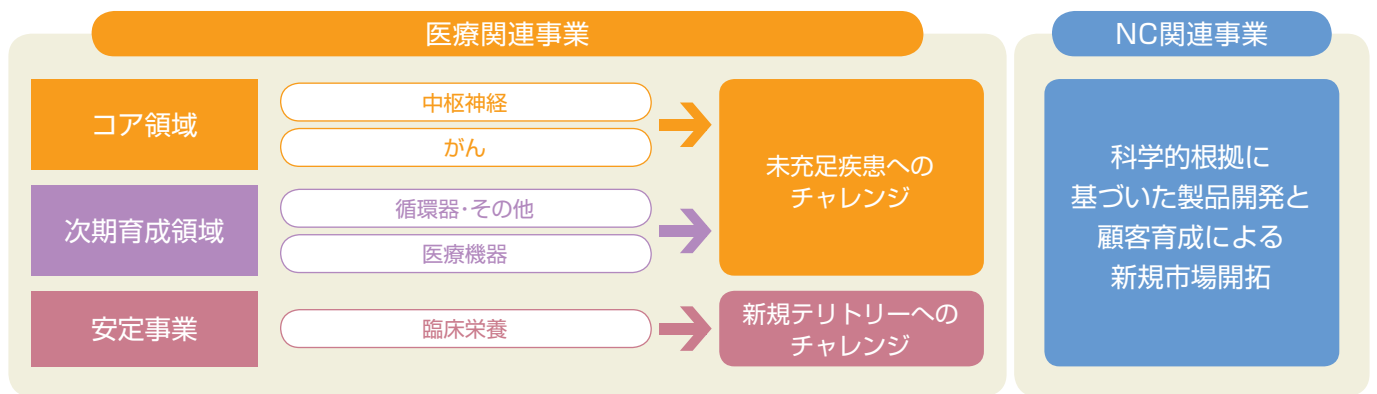 医療関連事業
NC関連事業
コア領域
中枢神経
がん
次期育成領域
循環器・その他
医療機器
未充足疾患への
チャレンジ
安定事業
臨床栄養
新規テリトリーへの
チャレンジ
科学的根拠に
基づいた製品開発と
顧客育成による
新規市場開拓